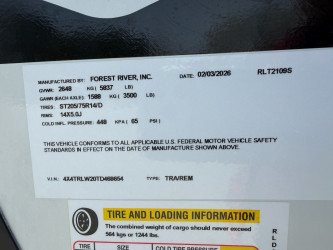 MANUFACTURED BY: FOREST RIVER, INC. DATE: 02/03/2026 RLT2109S
GVWR: 2648 KG ( 5837 LB)
GAWR (EACH AXLE): 1588 KG ( 3500 LB)
TIRES: ST205/75R14/D
RIMS: 14X5.0J
COLD INFL. PRESSURE: 448 KPA ( 65 PSI)
THIS VEHICLE CONFORMS TO ALL APPLICABLE U.S. FEDERAL MOTOR VEHICLE SAFETY
STANDARDS IN EFFECT ON THE DATE OF MANUFACTURE SHOWN ABOVE.
V.I.N.: 4X4TRLW20TD468654 TYPE: TRA/REM
TIRE AND LOADING INFORMATION
The combined weight of cargo should never exceed
564 kgs or 1244 lbs.
TIRE SIZE COLD TIRE
RLD